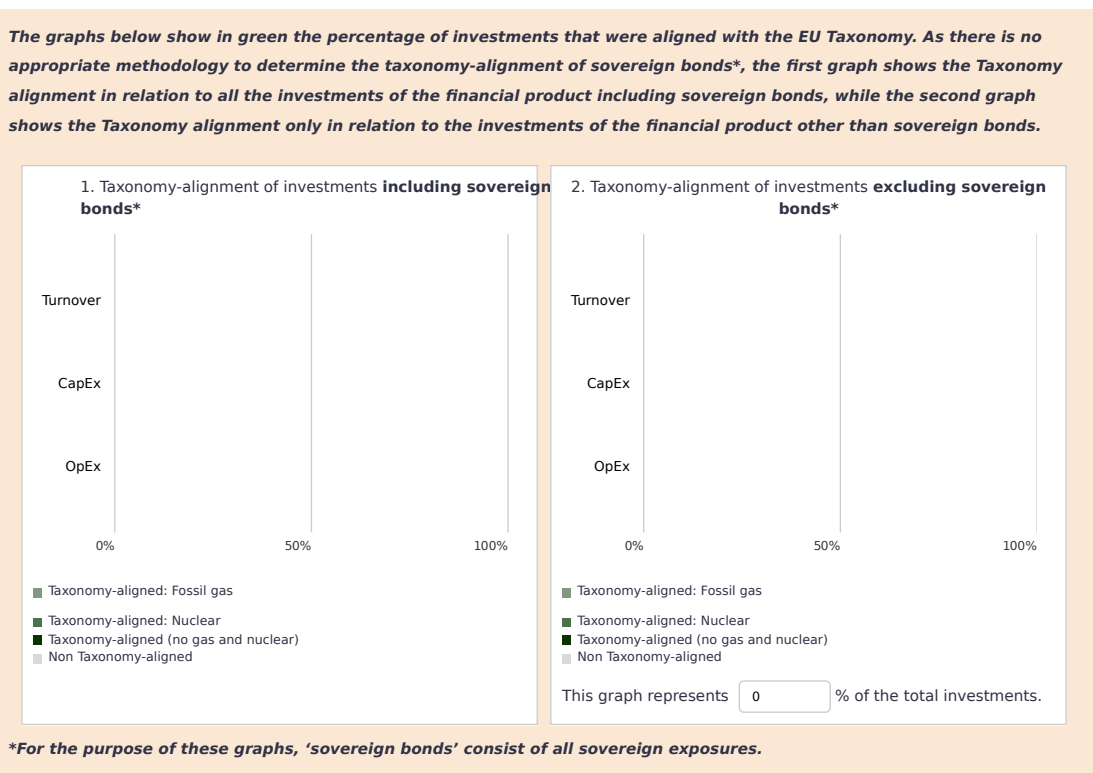 The graphs below show in green the percentage of investments that were aligned with the EU Taxonomy. As there is no
appropriate methodology to determine the taxonomy-alignment of sovereign bonds*, the first graph shows the Taxonomy
alignment in relation to all the investments of the financial product including sovereign bonds, while the second graph
shows the Taxonomy alignment only in relation to the investments of the financial product other than sovereign bonds.
1. Taxonomy-alignment of investments including sovereign
bonds*
Turnover
CapEx
OpEx
0% 50% 100%
Taxonomy-aligned: Fossil gas
Taxonomy-aligned: Nuclear
Taxonomy-aligned (no gas and nuclear)
Non Taxonomy-aligned
2. Taxonomy-alignment of investments excluding sovereign
bonds*
Turnover
CapEx
OpEx
0% 50% 100%
Taxonomy-aligned: Fossil gas
Taxonomy-aligned: Nuclear
Taxonomy-aligned (no gas and nuclear)
Non Taxonomy-aligned
This graph represents 0 % of the total investments.
*For the purpose of these graphs, ‘sovereign bonds’ consist of all sovereign exposures.